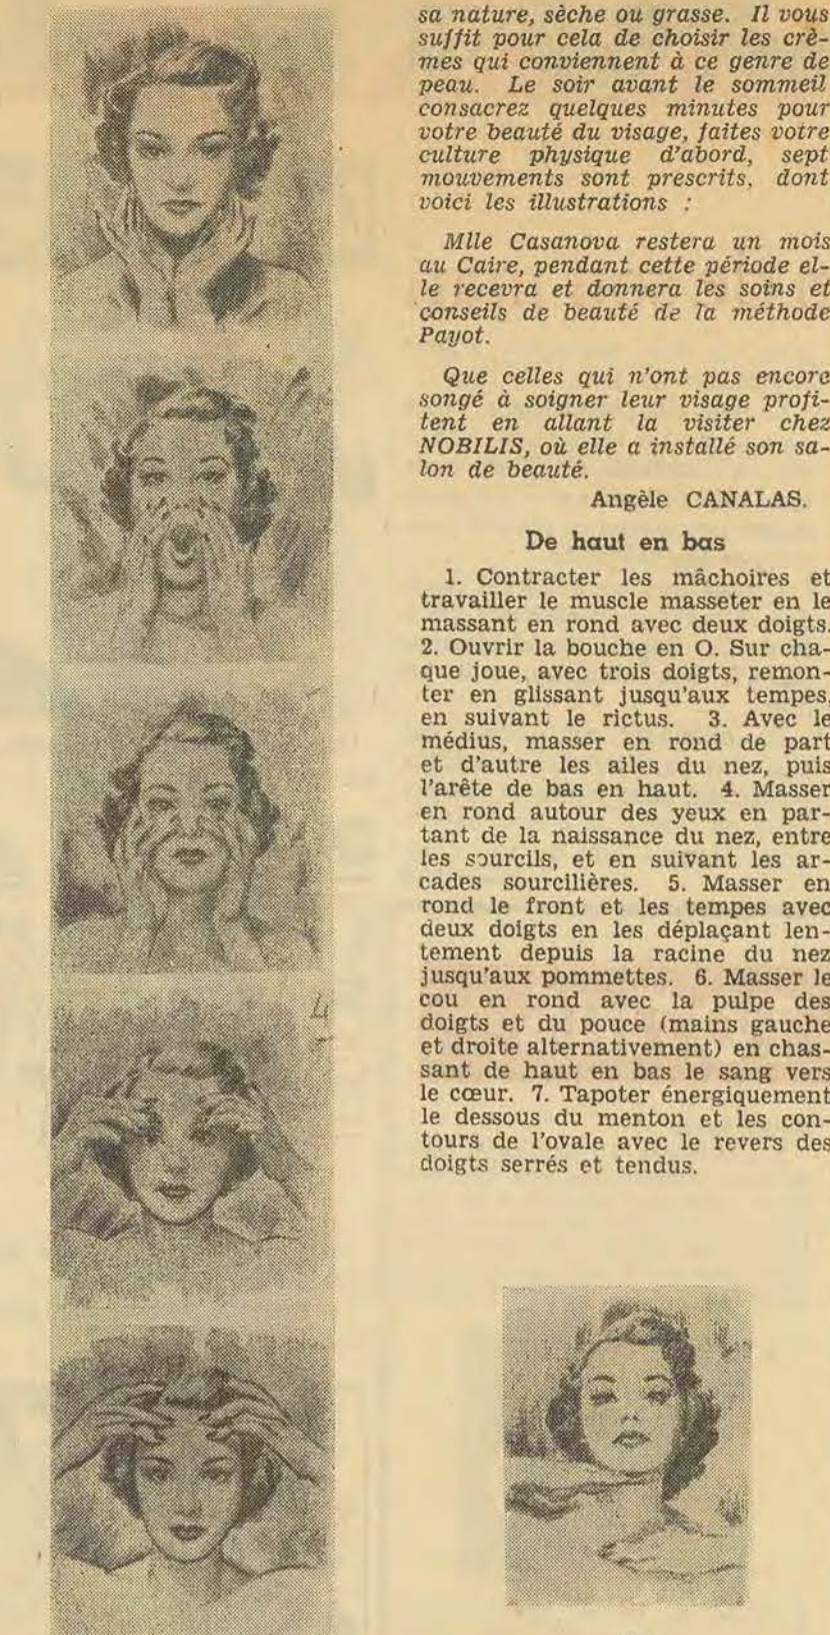 sa nature, sèche ou grasse. Il vous
suffit pour cela de choisir les crè-
mes qui conviennent à ce genre de
peau. Le soir avant le sommeil
consacrez quelques minutes pour
votre beauté du visage, faites votre
culture physique d'abord, sept
mouvements sont prescrits, dont
voici les illustrations :
Mlle Casanova restera un mois
au Caire, pendant cette période el-
le recevra et donnera les soins et
conseils de beauté de la méthode
Payot.
Que celles qui n'ont pas encore
songé à soigner leur visage profi-
tent en allant la visiter chez
NOBILIS, où elle a installé son sa-
lon de beauté.
Angèle CANALAS.
De haut en bas
1. Contracter les mâchoires et
travailler le muscle masseter en le
massant en rond avec deux doigts.
2. Ouvrir la bouche en O. Sur cha-
que joue, avec trois doigts, remon-
ter en glissant jusqu'aux tempes,
en suivant le rictus. 3. Avec le
médius, masser en rond de part
et d'autre les ailes du nez, puis
l'arête de bas en haut. 4. Masser
en rond autour des yeux en par-
tant de la naissance du nez, entre
les sourcils, et en suivant les ar-
cades sourcilières. 5. Masser en
rond le front et les tempes avec
deux doigts en les déplaçant len-
tement depuis la racine du nez
jusqu'aux pommettes. 6. Masser le
cou en rond avec la pulpe des
doigts et du pouce (mains gauche
et droite alternativement) en chas-
sant de haut en bas le sang vers
le cœur. 7. Tapoter énergiquement
le dessous du menton et les con-
tours de l'ovale avec le revers des
doigts serrés et tendus.
4